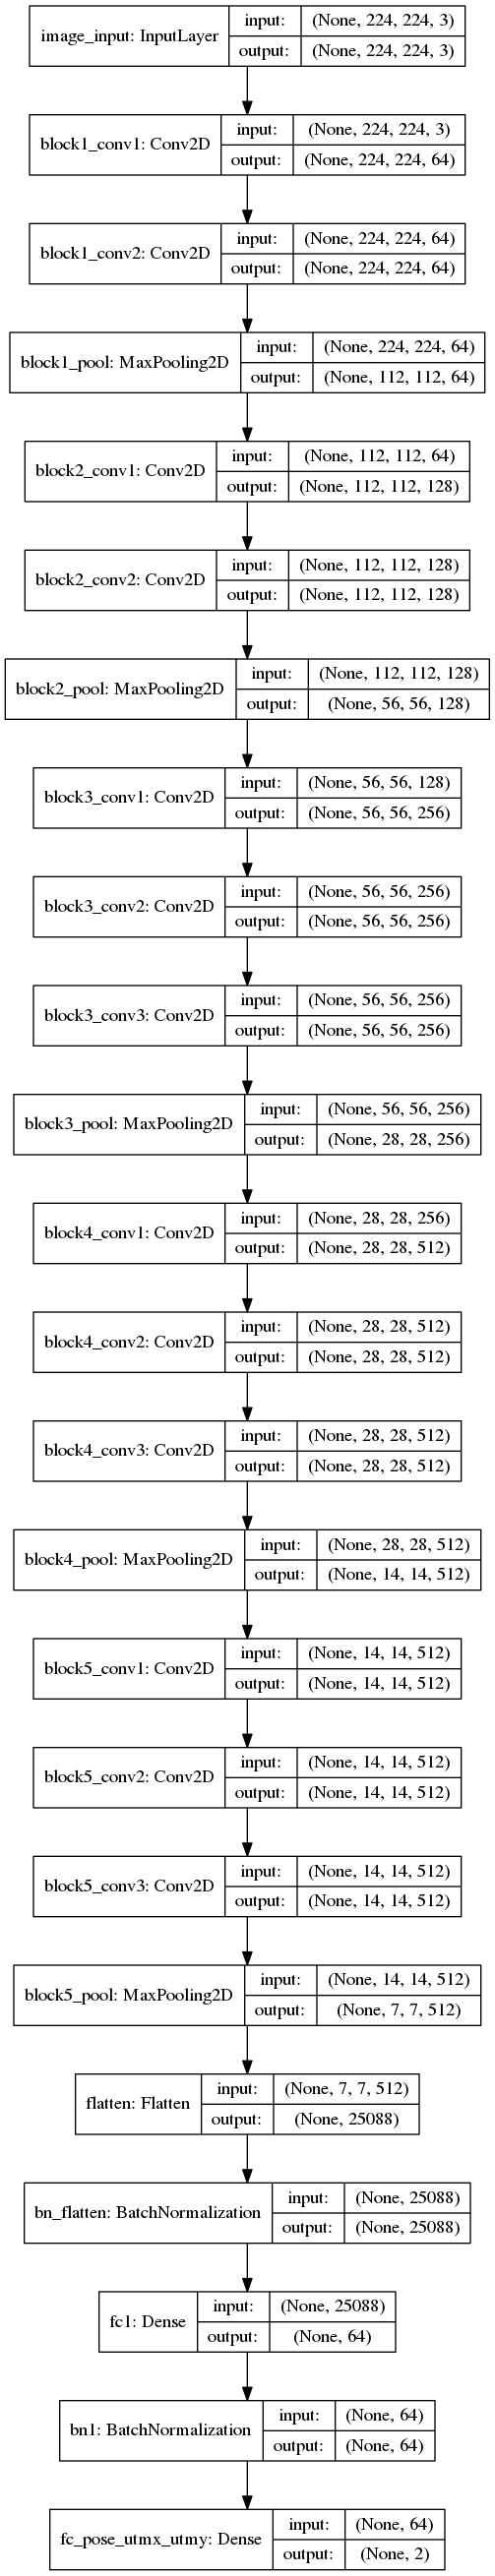 image_input: InputLayer
input: (None, 224, 224, 3)
output: (None, 224, 224, 3)
block1_conv1: Conv2D
input: (None, 224, 224, 3)
output: (None, 224, 224, 64)
block1_conv2: Conv2D
input: (None, 224, 224, 64)
output: (None, 224, 224, 64)
block1_pool: MaxPooling2D
input: (None, 224, 224, 64)
output: (None, 112, 112, 64)
block2_conv1: Conv2D
input: (None, 112, 112, 64)
output: (None, 112, 112, 128)
block2_conv2: Conv2D
input: (None, 112, 112, 128)
output: (None, 112, 112, 128)
block2_pool: MaxPooling2D
input: (None, 112, 112, 128)
output: (None, 56, 56, 128)
block3_conv1: Conv2D
input: (None, 56, 56, 128)
output: (None, 56, 56, 256)
block3_conv2: Conv2D
input: (None, 56, 56, 256)
output: (None, 56, 56, 256)
block3_conv3: Conv2D
input: (None, 56, 56, 256)
output: (None, 56, 56, 256)
block3_pool: MaxPooling2D
input: (None, 56, 56, 256)
output: (None, 28, 28, 256)
block4_conv1: Conv2D
input: (None, 28, 28, 256)
output: (None, 28, 28, 512)
block4_conv2: Conv2D
input: (None, 28, 28, 512)
output: (None, 28, 28, 512)
block4_conv3: Conv2D
input: (None, 28, 28, 512)
output: (None, 28, 28, 512)
block4_pool: MaxPooling2D
input: (None, 28, 28, 512)
output: (None, 14, 14, 512)
block5_conv1: Conv2D
input: (None, 14, 14, 512)
output: (None, 14, 14, 512)
block5_conv2: Conv2D
input: (None, 14, 14, 512)
output: (None, 14, 14, 512)
block5_conv3: Conv2D
input: (None, 14, 14, 512)
output: (None, 14, 14, 512)
block5_pool: MaxPooling2D
input: (None, 14, 14, 512)
output: (None, 7, 7, 512)
flatten: Flatten
input: (None, 7, 7, 512)
output: (None, 25088)
bn_flatten: BatchNormalization
input: (None, 25088)
output: (None, 25088)
fc1: Dense
input: (None, 25088)
output: (None, 64)
bn1: BatchNormalization
input: (None, 64)
output: (None, 64)
fc_pose_utmx_utmy: Dense
input: (None, 64)
output: (None, 2)